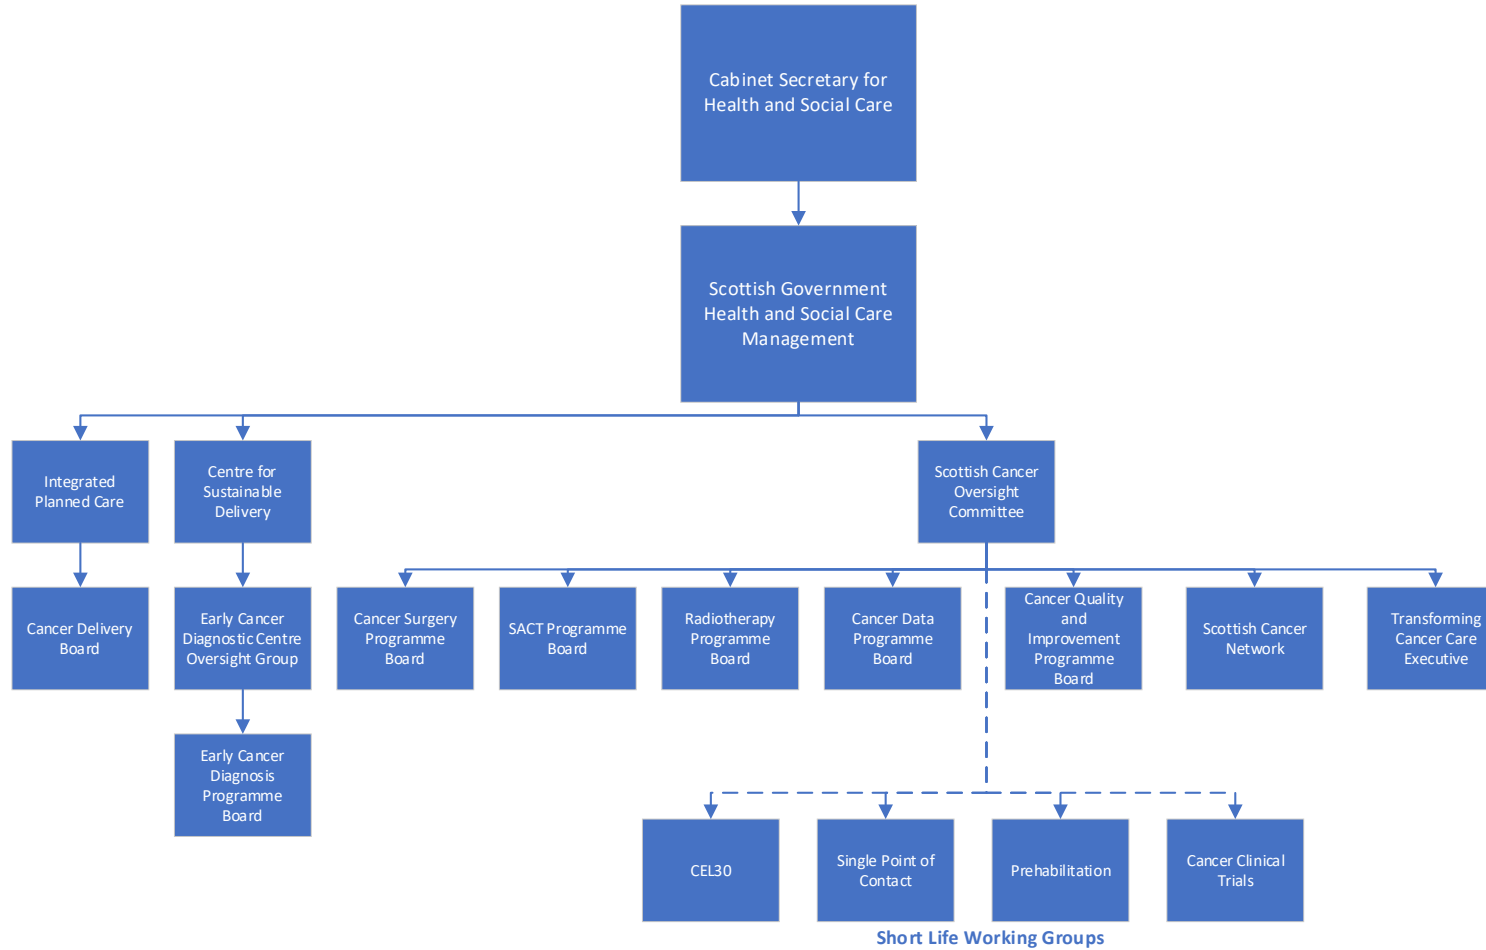 Cabinet Secretary for
Health and Social Care
Scottish Government
Health and Social Care
Management
Integrated
Planned Care
Centre for
Sustainable
Delivery
Scottish Cancer
Oversight
Committee
Cancer Delivery
Board
Early Cancer
Diagnostic Centre
Oversight Group
Cancer Surgery
Programme
Board
SACT Programme
Board
Radiotherapy
Programme
Board
Cancer Data
Programme
Board
Cancer Quality
and
Improvement
Programme
Board
Scottish Cancer
Network
Transforming
Cancer Care
Executive
Early Cancer
Diagnosis
Programme
Board
CEL30
Single Point of
Contact
Prehabilitation
Cancer Clinical
Trials
Short Life Working Groups